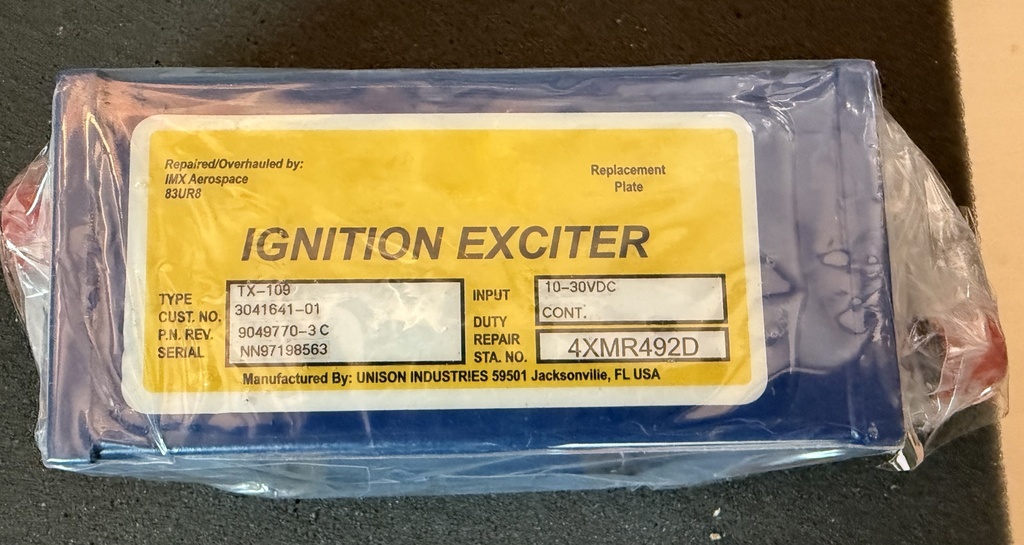 Repaired/Overhauled by:
IMX Aerospace
83UR8
Replacement
Plate
IGNITION EXCITER
TYPE TX-109
CUST. NO. 3041641-01
P.N. REV. 9049770-3 C
SERIAL NN97198563
INPUT 10-30VDC
DUTY CONT.
REPAIR
STA. NO. 4XMR492D
Manufactured By: UNISON INDUSTRIES 59501 Jacksonville, FL USA